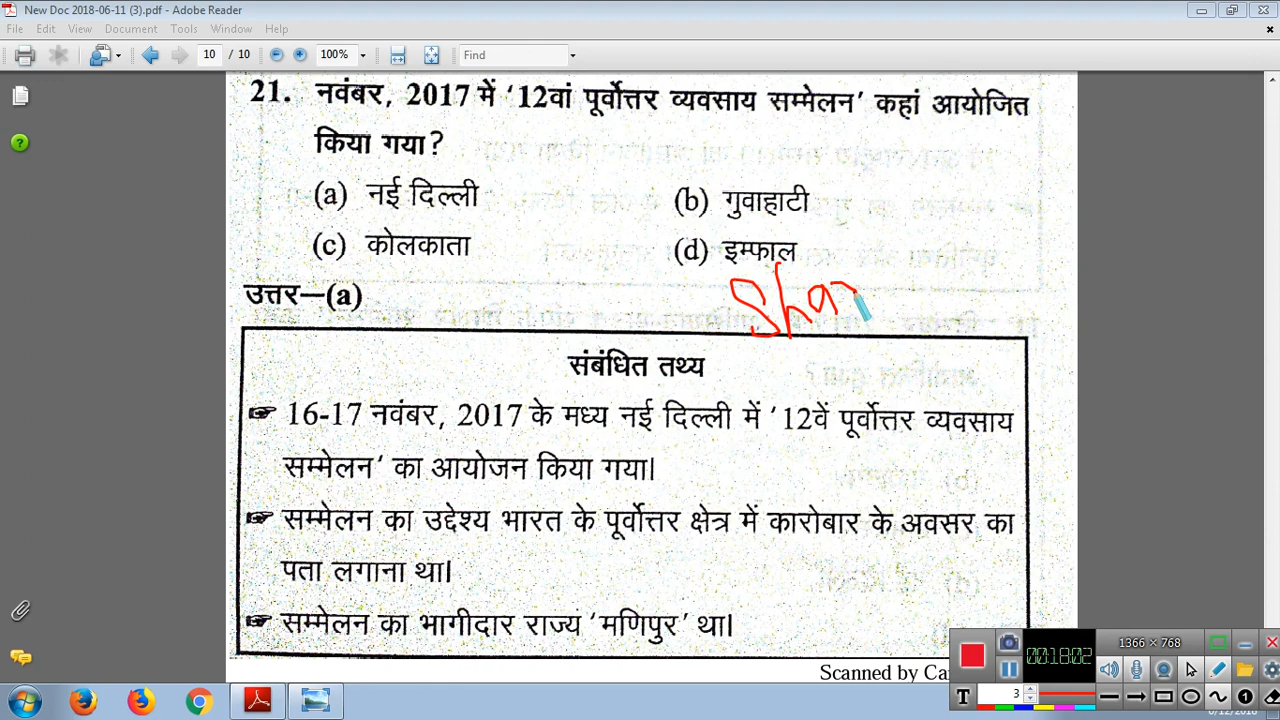 New Doc 2018-06-11 (3).pdf - Adobe Reader
File Edit View Document Tools Window Help
10 / 10 100% Find
21. नवंबर, 2017 में ‘12वां पूर्वोत्तर व्यवसाय सम्मेलन’ कहां आयोजित
किया गया?
(a) नई दिल्ली (b) गुवाहाटी
(c) कोलकाता (d) इम्फाल
उत्तर—(a)
Shar
संबंधित तथ्य
☞ 16-17 नवंबर, 2017 के मध्य नई दिल्ली में ‘12वें पूर्वोत्तर व्यवसाय
सम्मेलन’ का आयोजन किया गया।
☞ सम्मेलन का उद्देश्य भारत के पूर्वोत्तर क्षेत्र में कारोबार के अवसर का
पता लगाना था।
☞ सम्मेलन का भागीदार राज्य ‘मणिपुर’ था।
Scanned by Ca
00:18:02 1366 × 768
T 3
6/12/2018